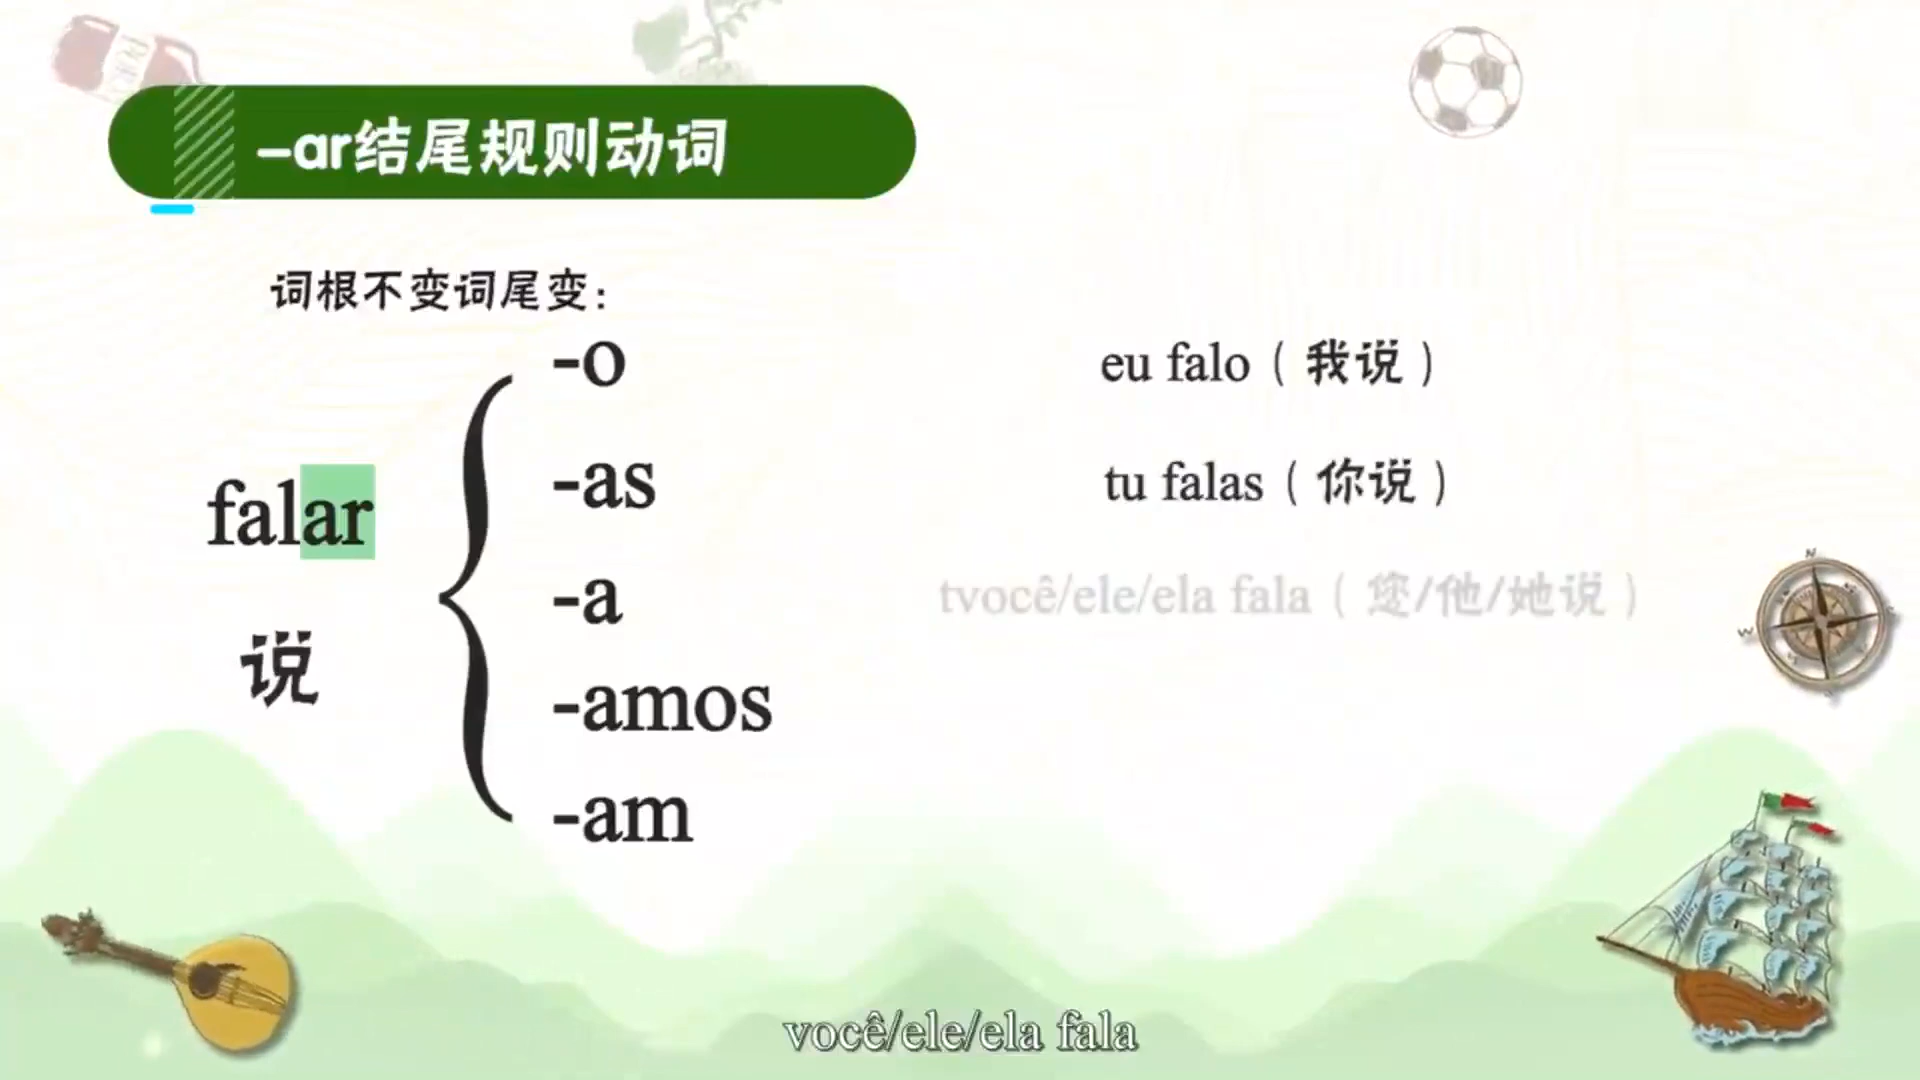 -ar结尾规则动词
词根不变词尾变：
falar
说
-o
-as
-a
-amos
-am
eu falo（我说）
tu falas（你说）
tvocê/ele/ela fala（您/他/她说）
N
W
você/ele/ela fala